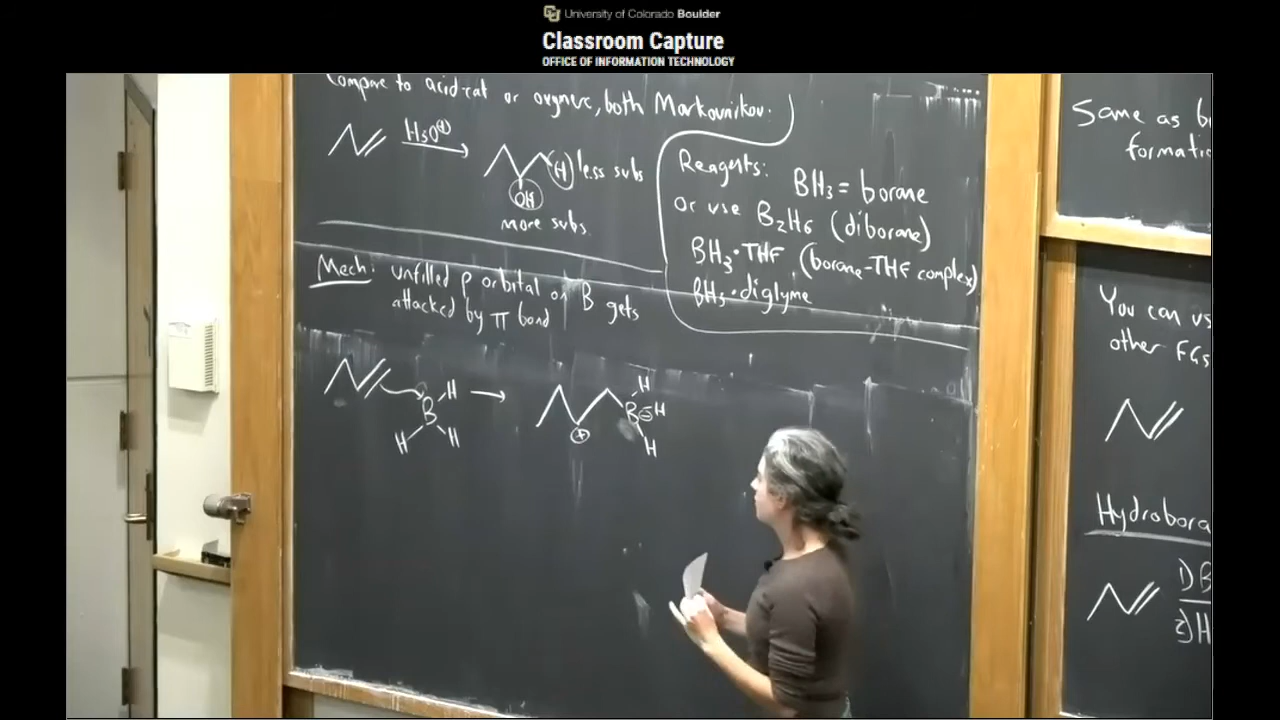 University of Colorado Boulder
Classroom Capture
OFFICE OF INFORMATION TECHNOLOGY
Compare to acid-cat or oxymerc, both Markovnikov.
H3O⊕
OH
H less subs
more subs.
Reagents: BH3 = borane
Or use B2H6 (diborane)
BH3·THF (borane-THF complex)
BH3·diglyme
Mech: unfilled p orbital on B gets
attacked by π bond
B H H H
⊕ B⊖ H H H
Same as
formati
You can us
other FGs
Hydrobora
1) B
2) H